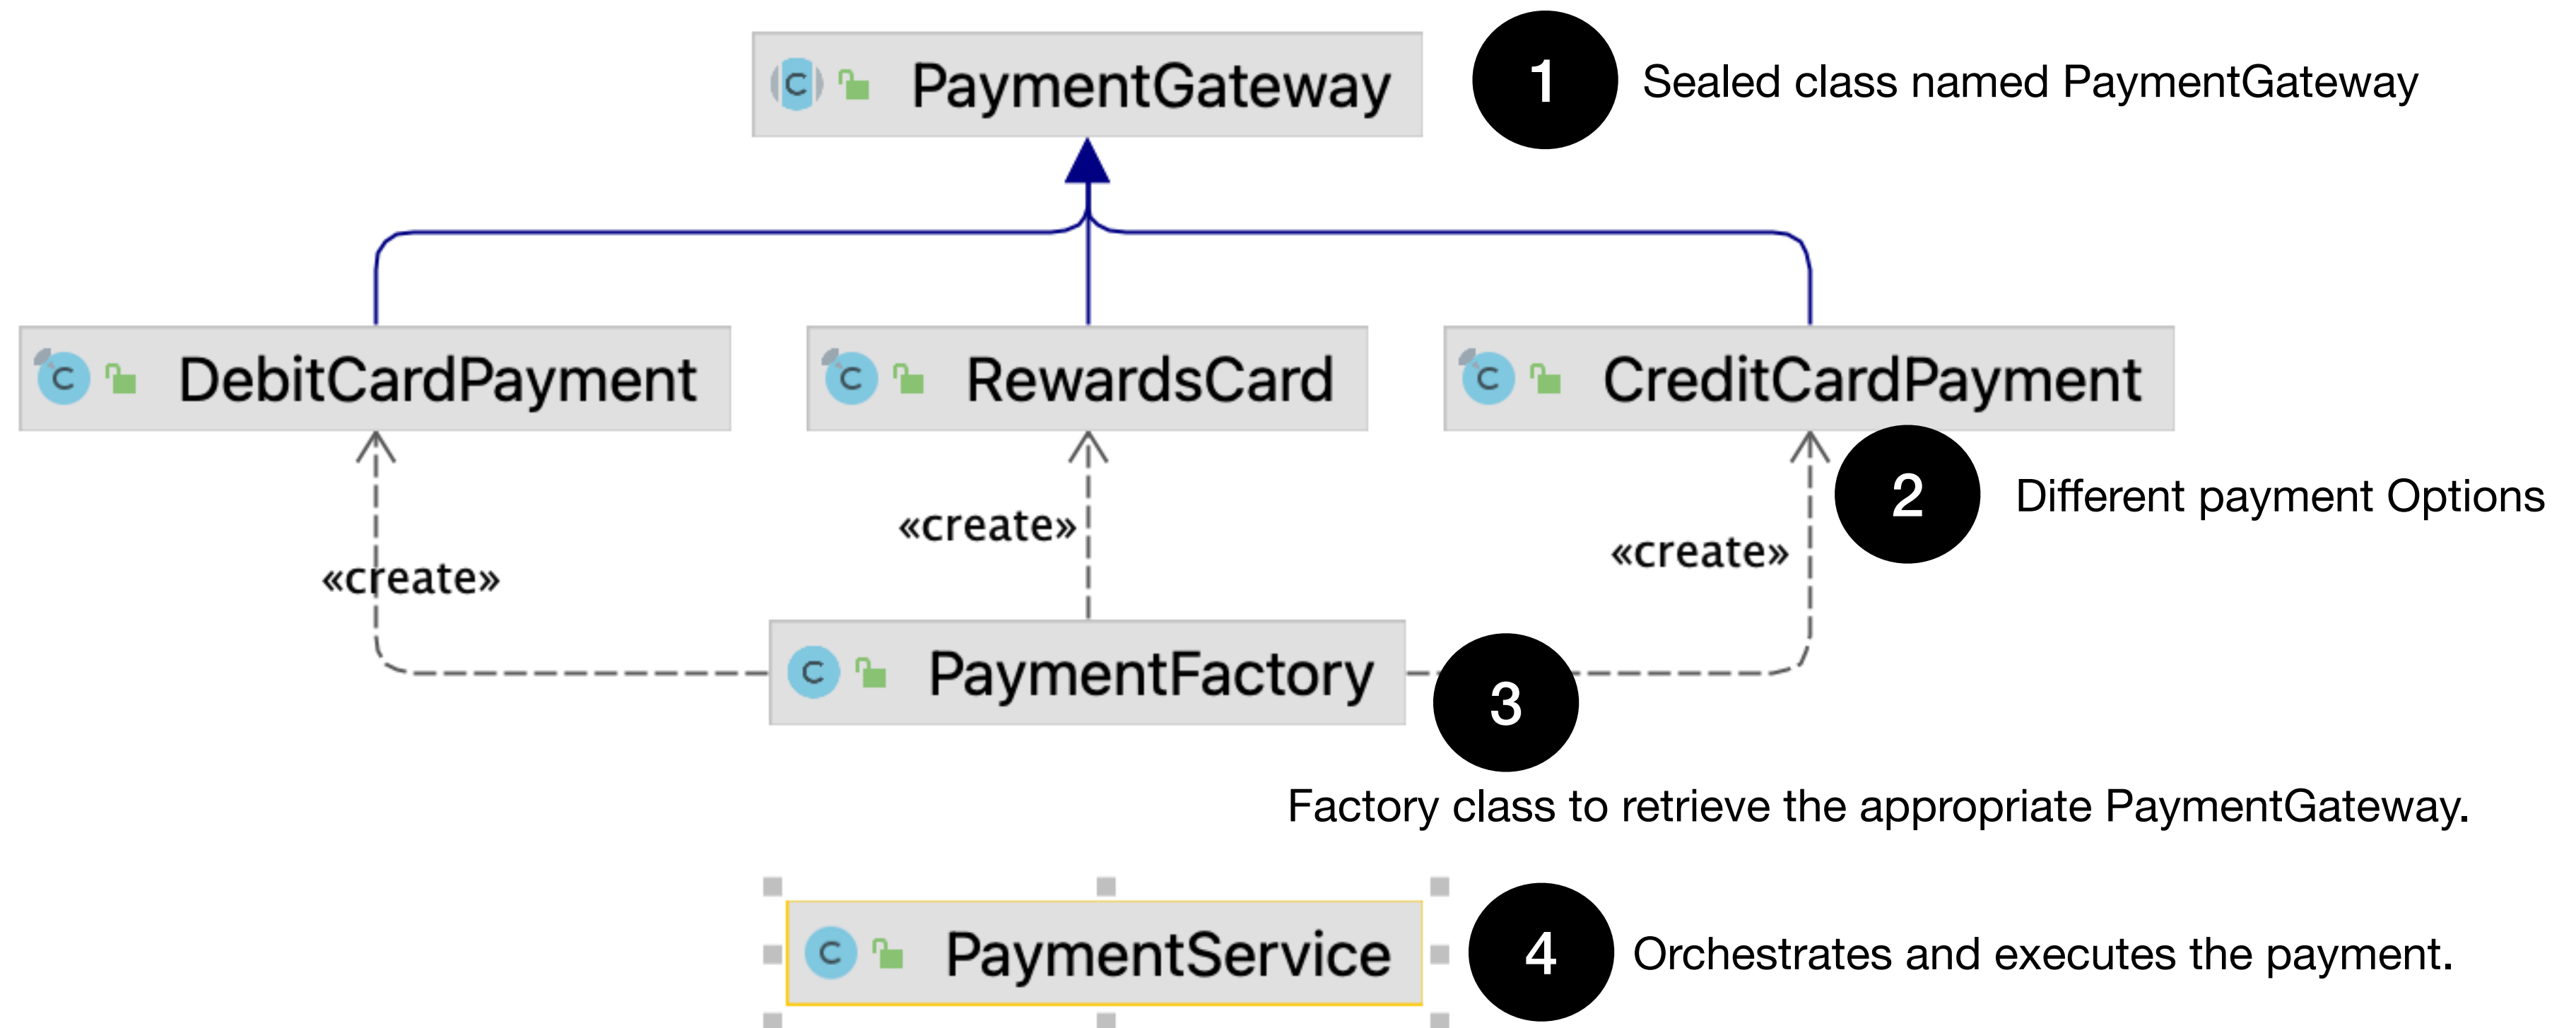 PaymentGateway
1
Sealed class named PaymentGateway
DebitCardPayment
RewardsCard
CreditCardPayment
2
Different payment Options
«create»
«create»
«create»
PaymentFactory
3
Factory class to retrieve the appropriate PaymentGateway.
PaymentService
4
Orchestrates and executes the payment.